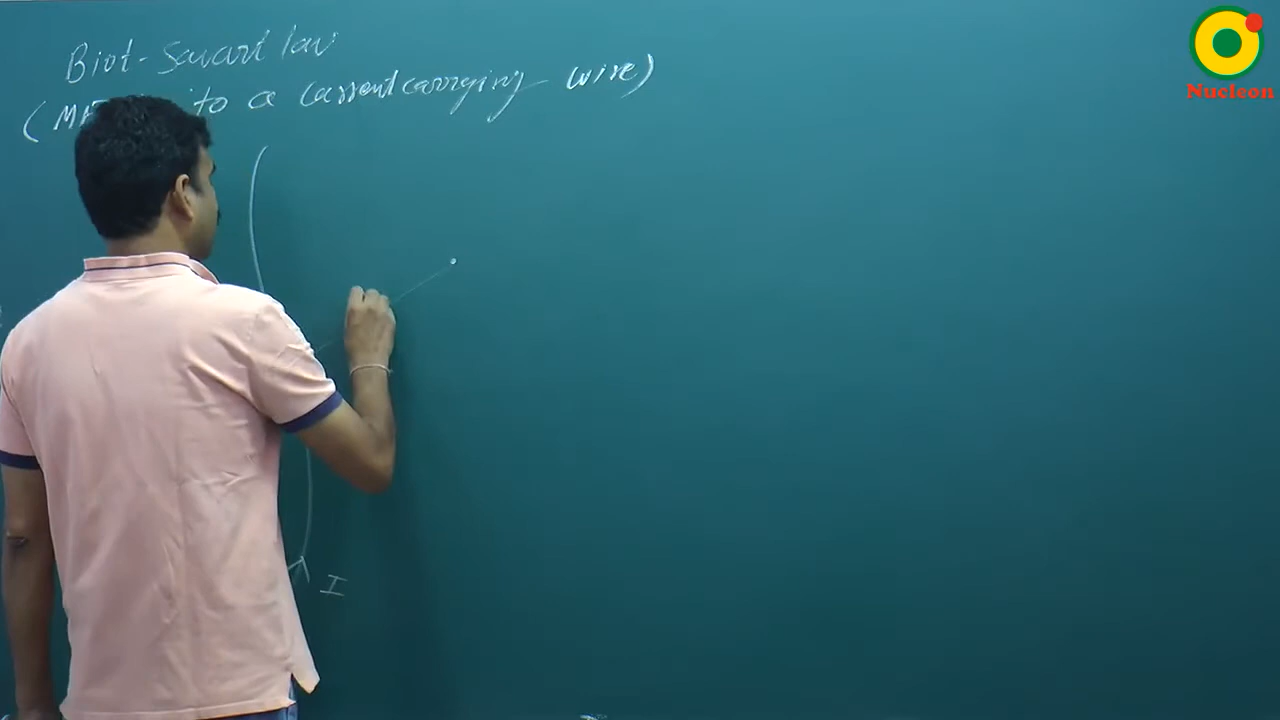 Biot-Savart law
(MF to a current carrying wire)
I
Nucleon